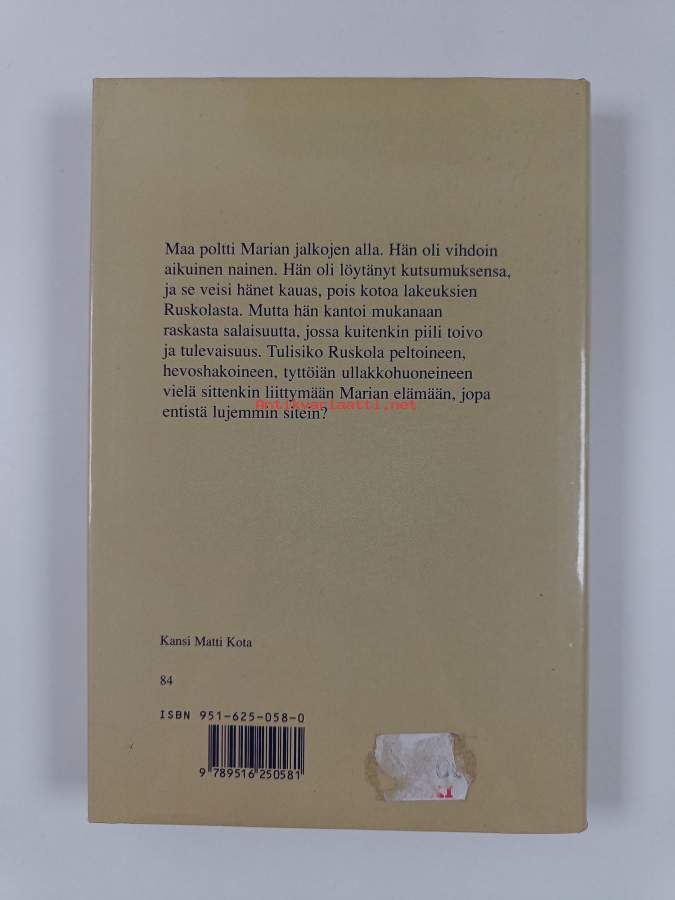 Maa poltti Marian jalkojen alla. Hän oli vihdoin
aikuinen nainen. Hän oli löytänyt kutsumuksensa,
ja se veisi hänet kauas, pois kotoa lakeuksien
Ruskolasta. Mutta hän kantoi mukanaan
raskasta salaisuutta, jossa kuitenkin piili toivo
ja tulevaisuus. Tulisiko Ruskola peltoineen,
hevoshakoineen, tyttöiän ullakkohuoneineen
vielä sittenkin liittymään Marian elämään, jopa
Antikvariaatti.net
entistä lujemmin sitein?
Kansi Matti Kota
84
ISBN 951-625-058-0
9 789516 250581